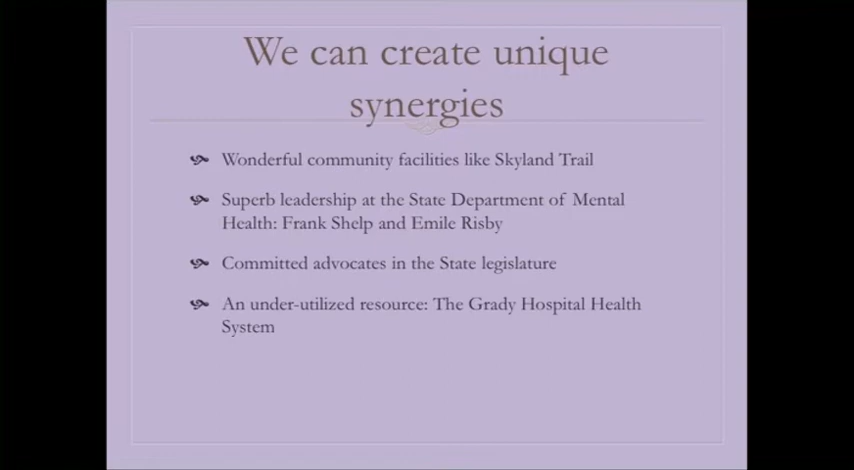 We can create unique
synergies
Wonderful community facilities like Skyland Trail
Superb leadership at the State Department of Mental
Health: Frank Shelp and Emile Risby
Committed advocates in the State legislature
An under-utilized resource: The Grady Hospital Health
System